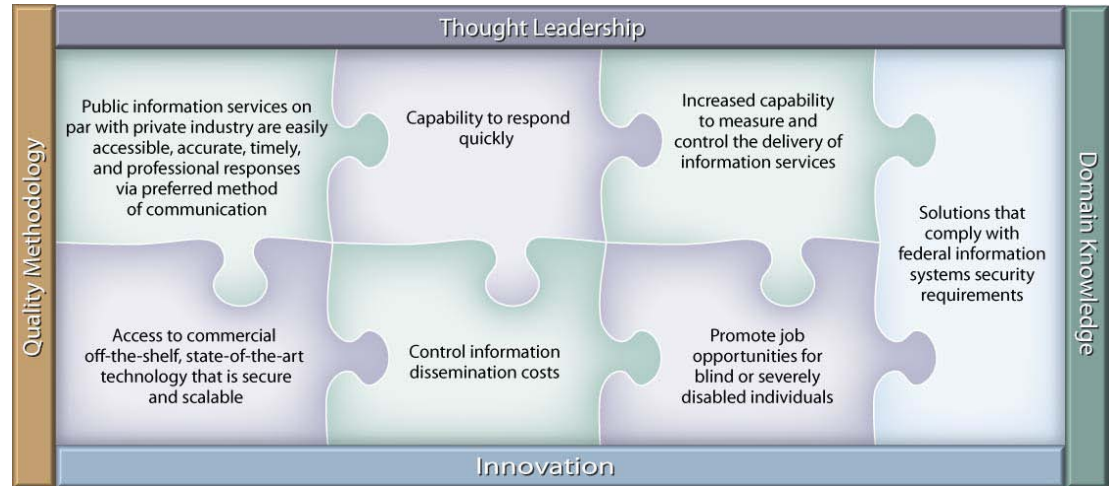 Thought Leadership
Quality Methodology
Public information services on
par with private industry are easily
accessible, accurate, timely,
and professional responses
via preferred method
of communication
Capability to respond
quickly
Increased capability
to measure and
control the delivery of
information services
Solutions that
comply with
federal information
systems security
requirements
Domain Knowledge
Access to commercial
off-the-shelf, state-of-the-art
technology that is secure
and scalable
Control information
dissemination costs
Promote job
opportunities for
blind or severely
disabled individuals
Innovation